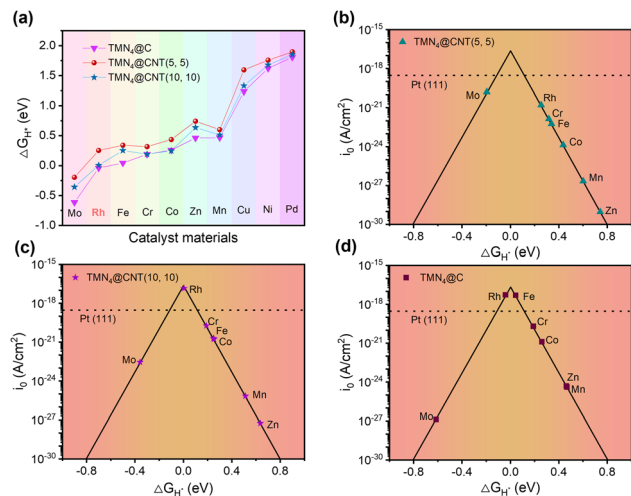 (a)
TMN₄@C
TMN₄@CNT(5, 5)
TMN₄@CNT(10, 10)
2.0
1.5
1.0
0.5
0.0
-0.5
-1.0
ΔG_H* (eV)
Mo Rh Fe Cr Co Zn Mn Cu Ni Pd
Catalyst materials
(b)
TMN₄@CNT(5, 5)
10⁻¹⁵
10⁻¹⁸
10⁻²¹
10⁻²⁴
10⁻²⁷
10⁻³⁰
i₀ (A/cm²)
Pt (111)
Mo
Rh
Cr
Fe
Co
Mn
Zn
-0.8 -0.4 0.0 0.4 0.8
△G_H* (eV)
(c)
TMN₄@CNT(10, 10)
10⁻¹⁵
10⁻¹⁸
10⁻²¹
10⁻²⁴
10⁻²⁷
10⁻³⁰
i₀ (A/cm²)
Rh
Pt (111)
Cr
Fe
Co
Mo
Mn
Zn
-0.8 -0.4 0.0 0.4 0.8
△G_H* (eV)
(d)
TMN₄@C
10⁻¹⁵
10⁻¹⁸
10⁻²¹
10⁻²⁴
10⁻²⁷
10⁻³⁰
i₀ (A/cm²)
Rh Fe
Pt (111)
Cr
Co
Zn
Mn
Mo
-0.8 -0.4 0.0 0.4 0.8
△G_H* (eV)